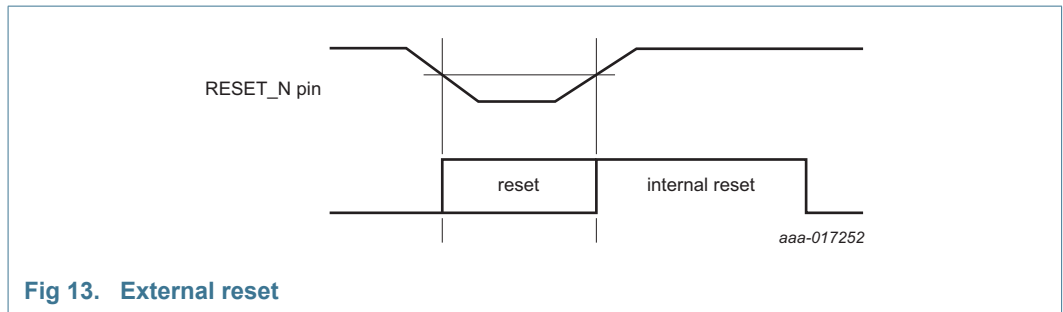 RESET_N pin
reset
internal reset
aaa-017252
Fig 13. External reset